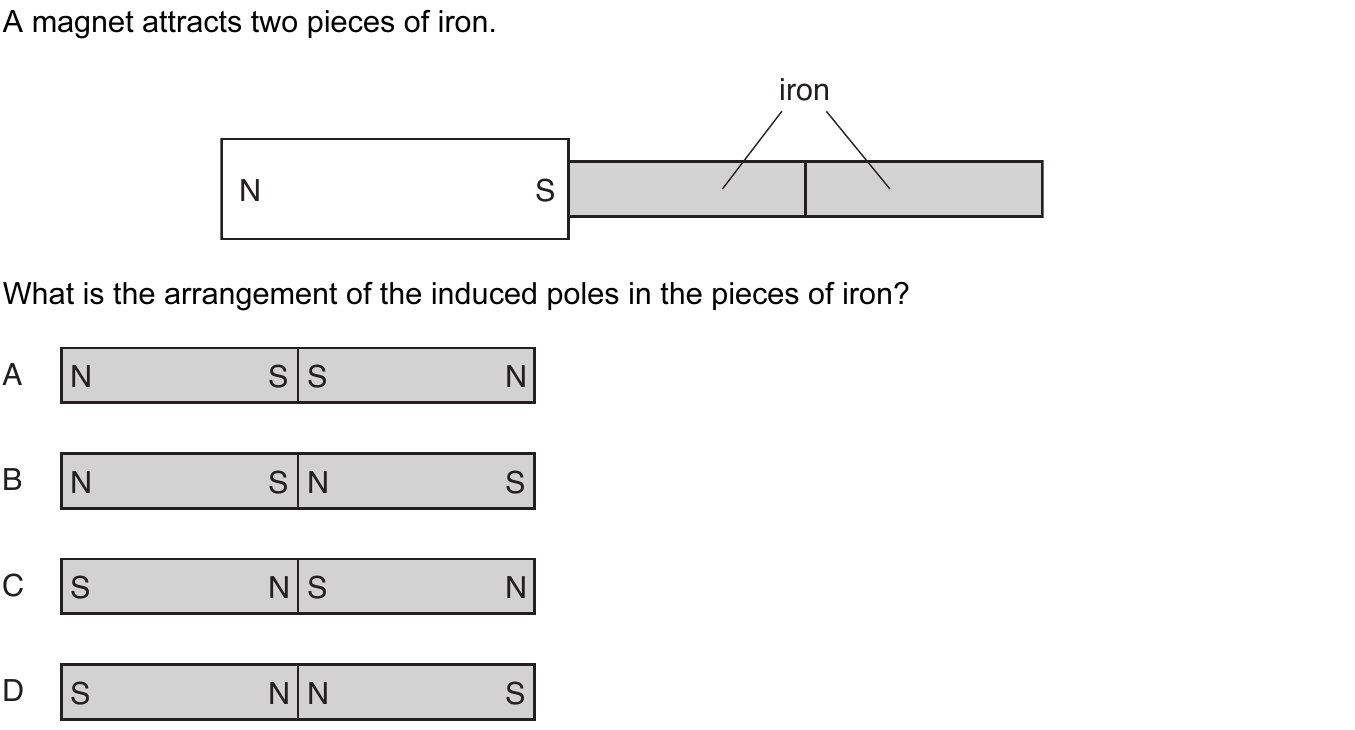 A magnet attracts two pieces of iron.
iron
N S
What is the arrangement of the induced poles in the pieces of iron?
A N S S N
B N S N S
C S N S N
D S N N S